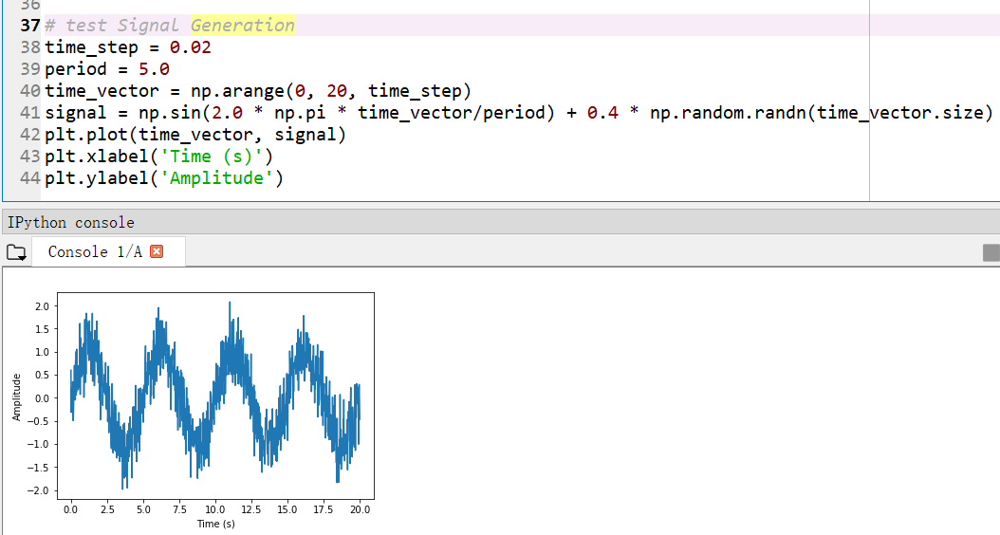 36
37 # test Signal Generation
38 time_step = 0.02
39 period = 5.0
40 time_vector = np.arange(0, 20, time_step)
41 signal = np.sin(2.0 * np.pi * time_vector/period) + 0.4 * np.random.randn(time_vector.size)
42 plt.plot(time_vector, signal)
43 plt.xlabel('Time (s)')
44 plt.ylabel('Amplitude')
IPython console
Console 1/A
2.0
1.5
1.0
0.5
0.0
−0.5
−1.0
−1.5
−2.0
Amplitude
0.0 2.5 5.0 7.5 10.0 12.5 15.0 17.5 20.0
Time (s)